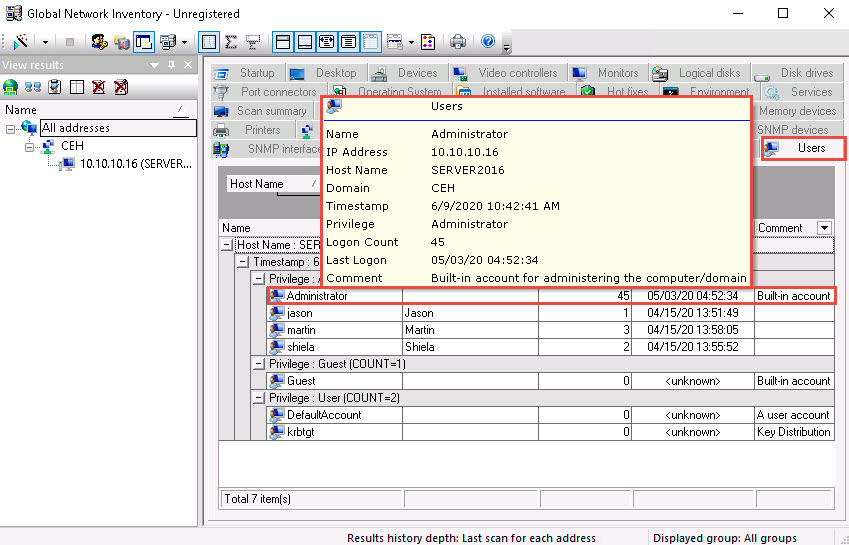 Global Network Inventory - Unregistered
View results
Name
All addresses
CEH
10.10.10.16 (SERVER...
Startup Desktop Devices Video controllers Monitors Logical disks Disk drives
Port connectors Operating System Installed software Hot fixes Environment Services
Scan summary Memory devices
Printers SNMP devices
SNMP interface Users
Users
Name Administrator
IP Address 10.10.10.16
Host Name SERVER2016
Domain CEH
Timestamp 6/9/2020 10:42:41 AM
Privilege Administrator
Logon Count 45
Last Logon 05/03/20 04:52:34
Comment Built-in account for administering the computer/domain
Host Name
Name Comment
Host Name : SER
Timestamp : 6
Privilege : A
Administrator 45 05/03/20 04:52:34 Built-in account
jason Jason 1 04/15/20 13:51:49
martin Martin 3 04/15/20 13:58:05
shiela Shiela 2 04/15/20 13:55:52
Privilege : Guest (COUNT=1)
Guest 0 <unknown> Built-in account
Privilege : User (COUNT=2)
DefaultAccount 0 <unknown> A user account
krbtgt 0 <unknown> Key Distribution
Total 7 item(s)
Results history depth: Last scan for each address Displayed group: All groups